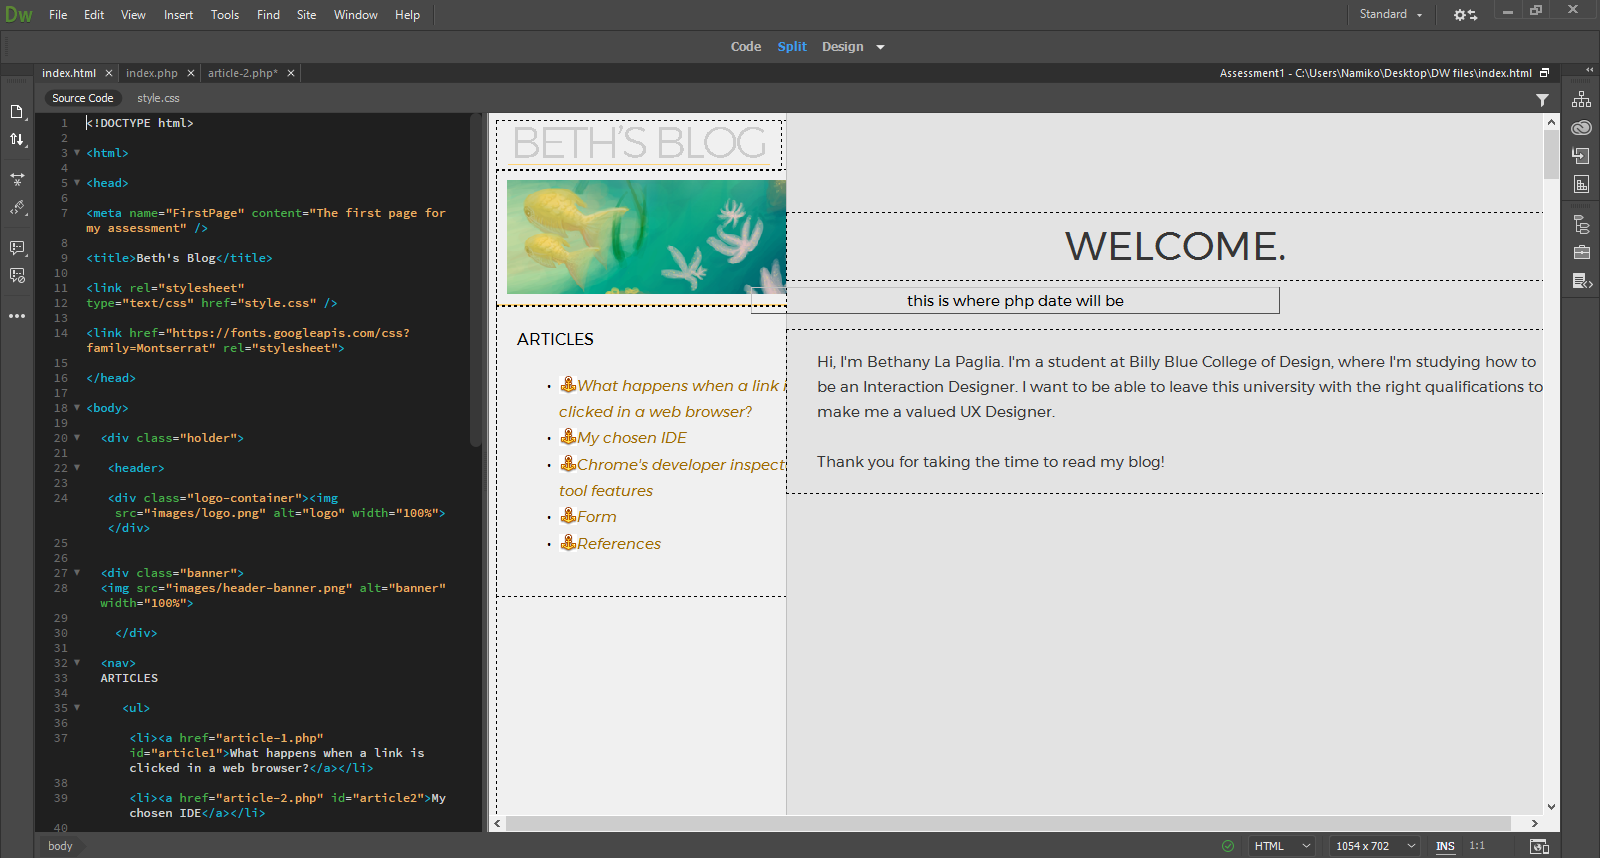 Dw File Edit View Insert Tools Find Site Window Help Standard
Code Split Design
index.html × index.php × article-2.php* × Assessment1 - C:\Users\Namiko\Desktop\DW files\index.html
Source Code style.css
1 <!DOCTYPE html>
2
3 <html>
4
5 <head>
6
7 <meta name="FirstPage" content="The first page for
my assessment" />
8
9 <title>Beth's Blog</title>
10
11 <link rel="stylesheet"
12 type="text/css" href="style.css" />
13
14 <link href="https://fonts.googleapis.com/css?
family=Montserrat" rel="stylesheet">
15
16 </head>
17
18 <body>
19
20 <div class="holder">
21
22 <header>
23
24 <div class="logo-container"><img
src="images/logo.png" alt="logo" width="100%">
</div>
25
26
27 <div class="banner">
28 <img src="images/header-banner.png" alt="banner"
width="100%">
29
30 </div>
31
32 <nav>
33 ARTICLES
34
35 <ul>
36
37 <li><a href="article-1.php"
id="article1">What happens when a link is
clicked in a web browser?</a></li>
38
39 <li><a href="article-2.php" id="article2">My
chosen IDE</a></li>
40
BETH'S BLOG
ARTICLES
What happens when a link i
clicked in a web browser?
My chosen IDE
Chrome's developer inspect
tool features
Form
References
WELCOME.
this is where php date will be
Hi, I'm Bethany La Paglia. I'm a student at Billy Blue College of Design, where I'm studying how to
be an Interaction Designer. I want to be able to leave this university with the right qualifications to
make me a valued UX Designer.
Thank you for taking the time to read my blog!
body HTML 1054 x 702 INS 1:1